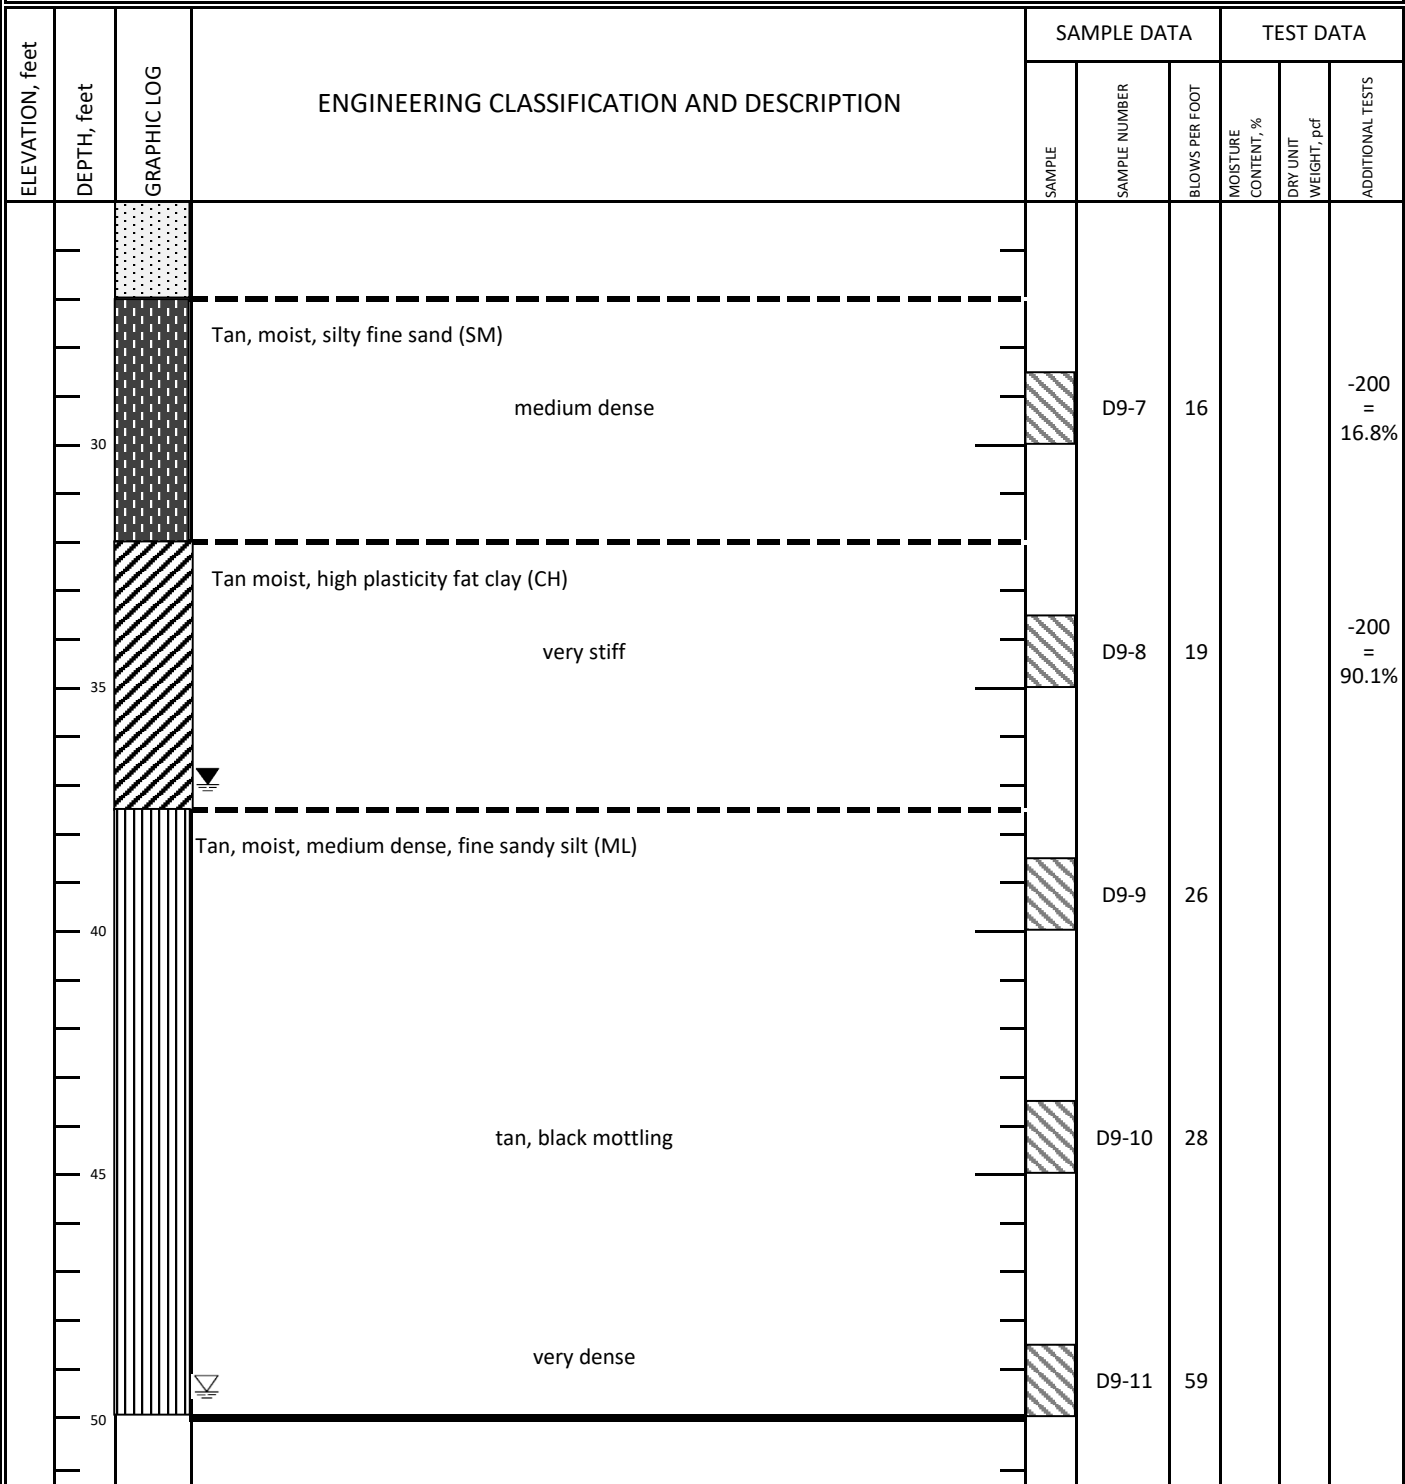 SAMPLE DATA TEST DATA
ELEVATION, feet
DEPTH, feet
GRAPHIC LOG
ENGINEERING CLASSIFICATION AND DESCRIPTION
SAMPLE
SAMPLE NUMBER
BLOWS PER FOOT
MOISTURE
CONTENT, %
DRY UNIT
WEIGHT, pcf
ADDITIONAL TESTS
Tan, moist, silty fine sand (SM)
-200
medium dense D9-7 16 =
16.8%
30
Tan moist, high plasticity fat clay (CH)
-200
very stiff D9-8 19 =
90.1%
35
Tan, moist, medium dense, fine sandy silt (ML)
D9-9 26
40
tan, black mottling D9-10 28
45
very dense
D9-11 59
50